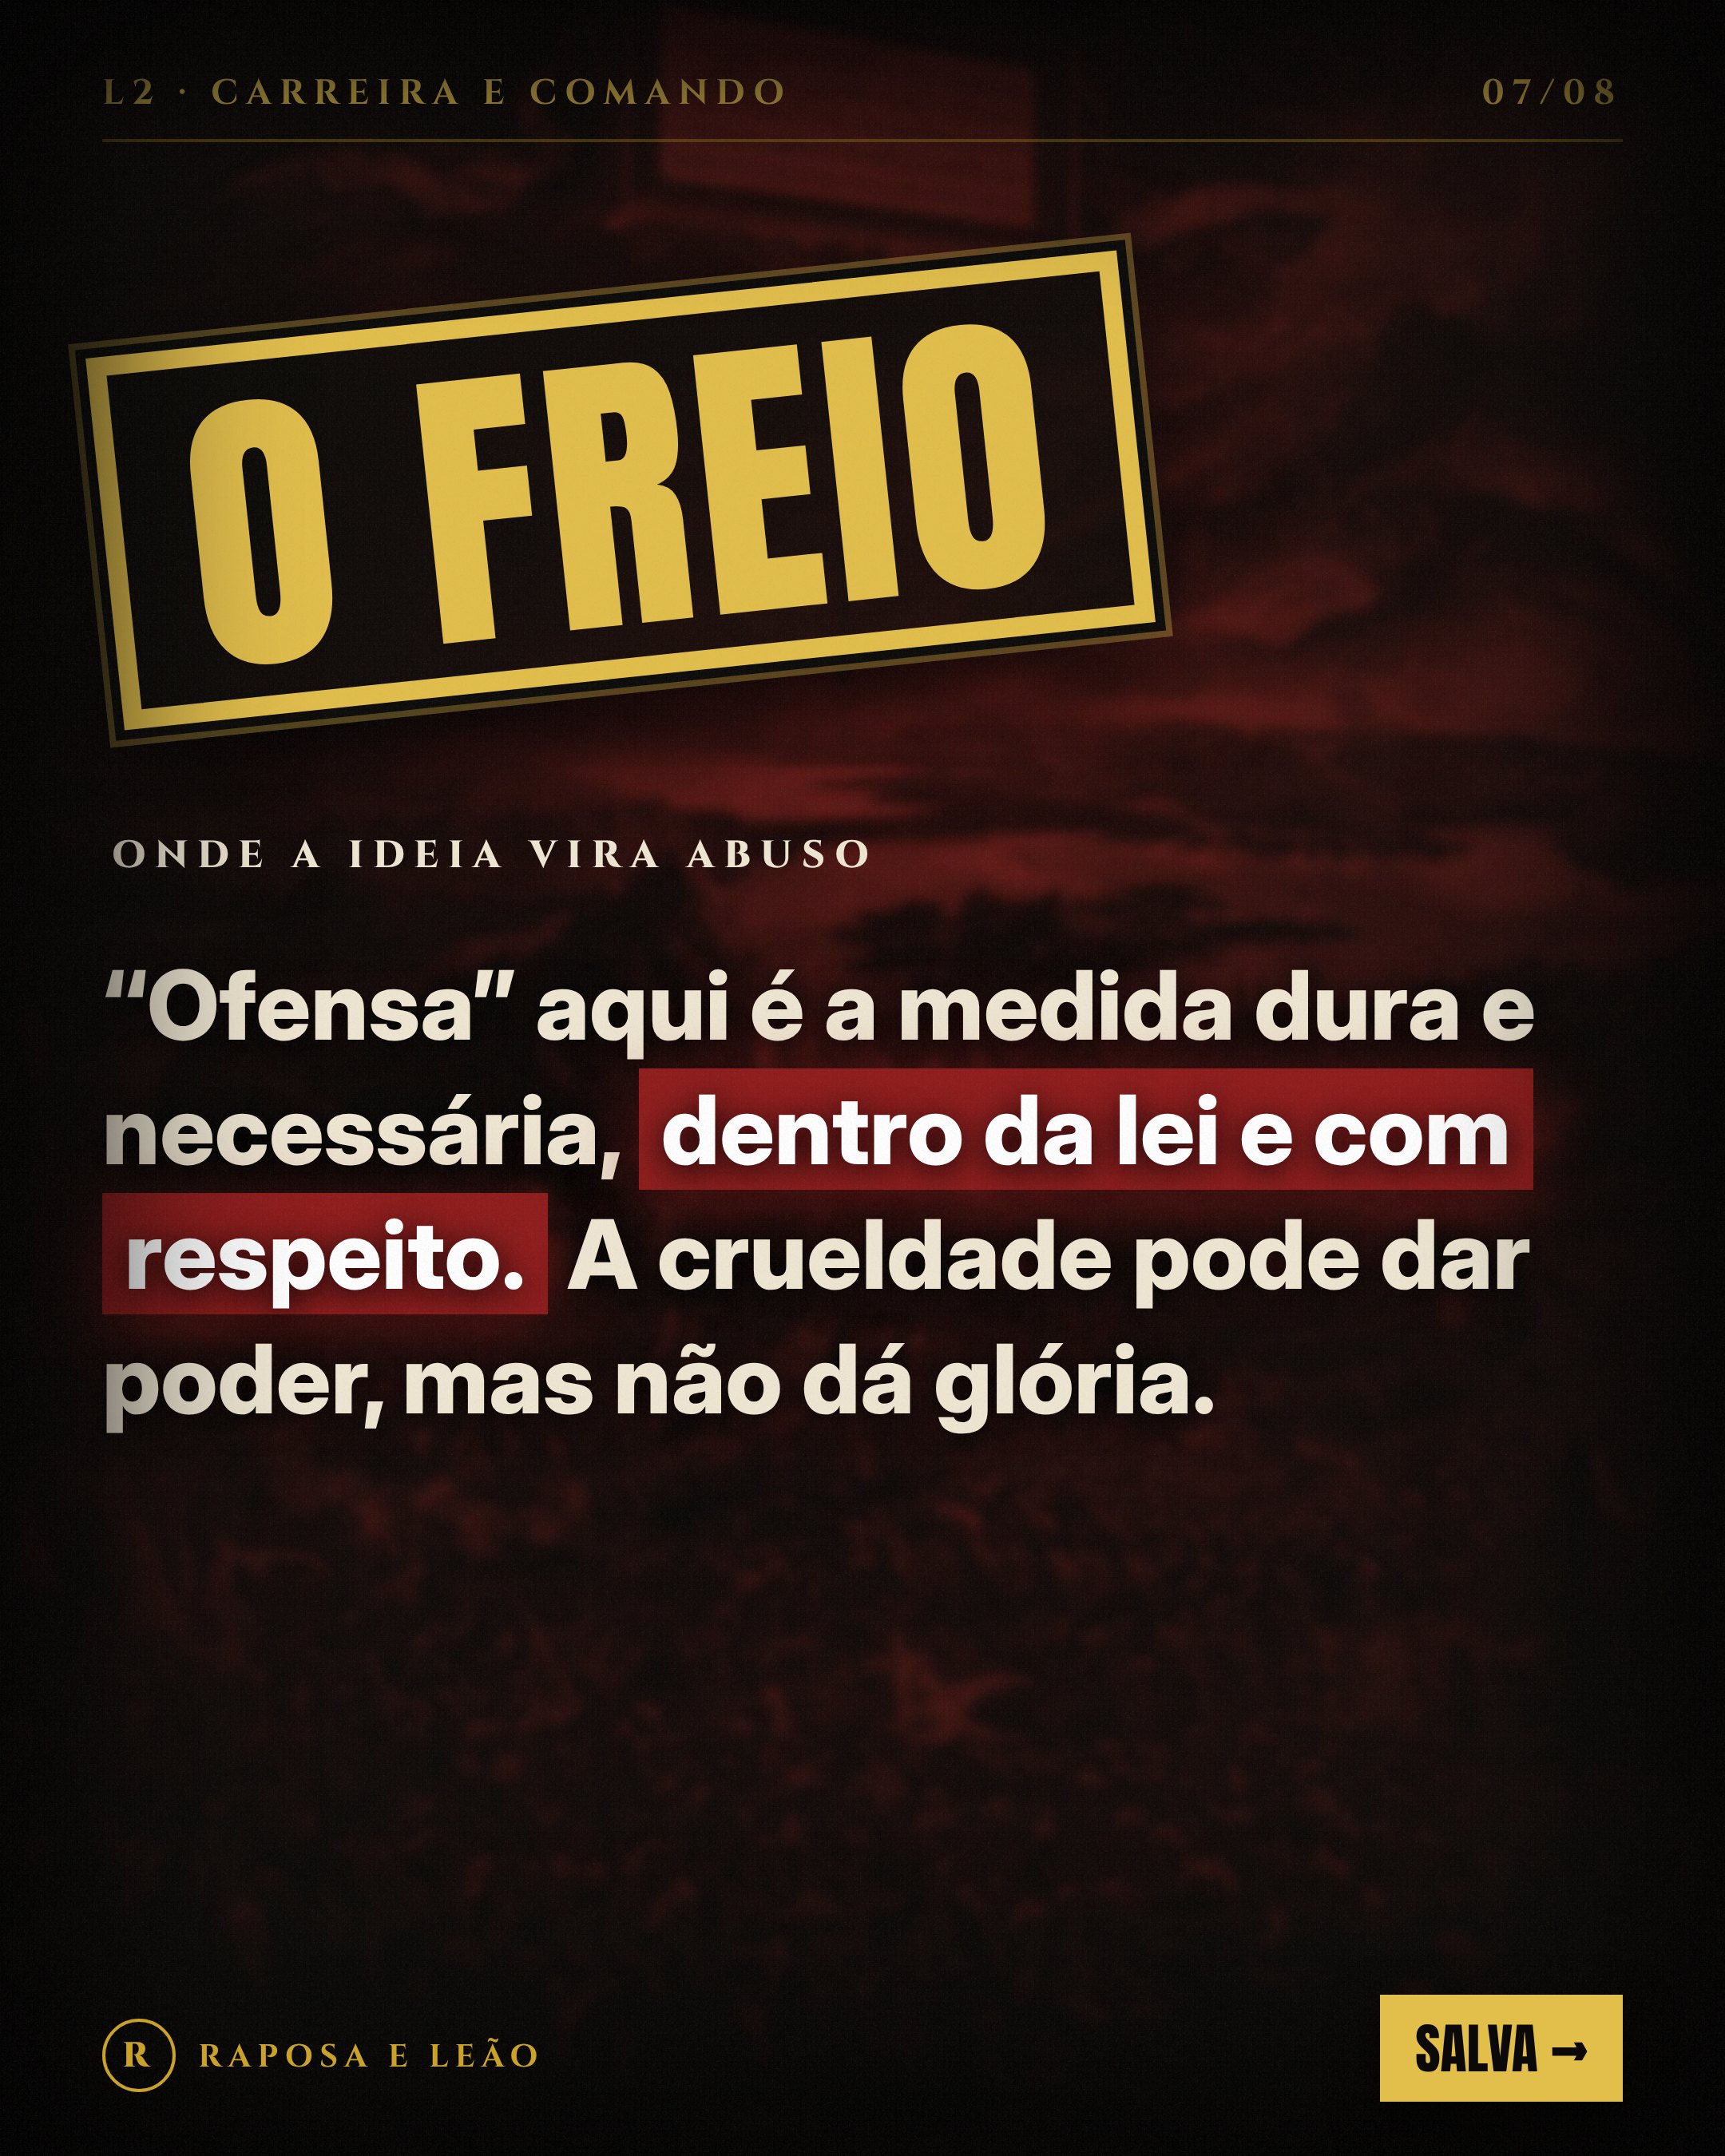 L2 · CARREIRA E COMANDO
07/08
O FREIO
ONDE A IDEIA VIRA ABUSO
“Ofensa” aqui é a medida dura e
necessária, dentro da lei e com
respeito. A crueldade pode dar
poder, mas não dá glória.
R RAPOSA E LEÃO
SALVA →